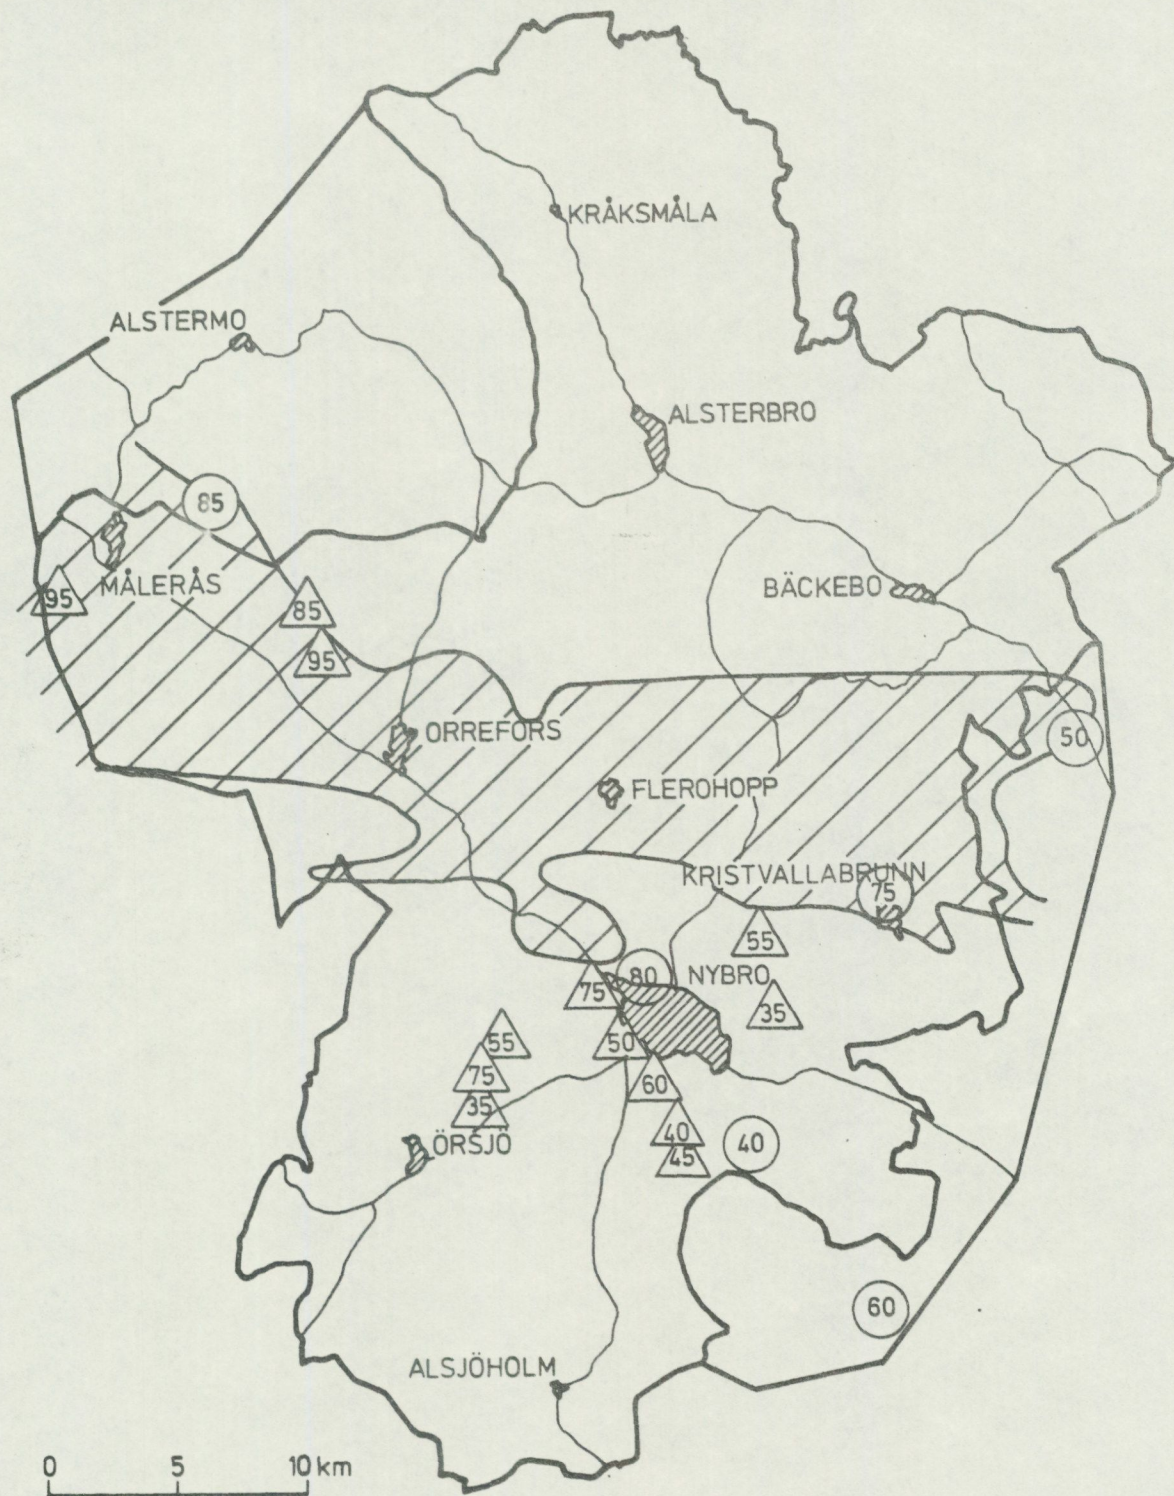 KRÅKSMÅLA
ALSTERMO
ALSTERBRO
85
BÄCKEBO
MÅLERÅS
95
85
95
ORREFORS
50
FLEROHOPP
KRISTVALLABRUNN
75
55
80
NYBRO
75
35
55
50
75
60
35
40
40
ÖRSJÖ
45
60
ALSJÖHOLM
0 5 10 km